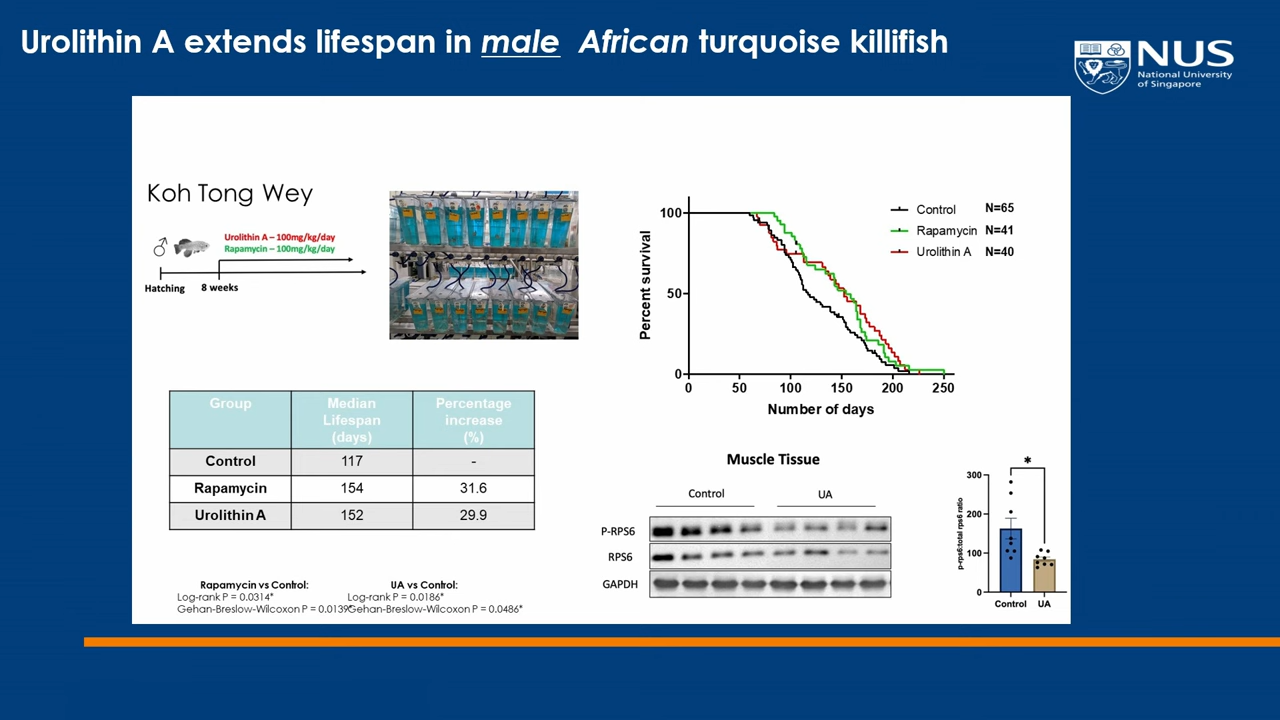 Urolithin A extends lifespan in male African turquoise killifish
NUS
National University
of Singapore
Koh Tong Wey
♂
Urolithin A – 100mg/kg/day
Rapamycin – 100mg/kg/day
Hatching
8 weeks
100
50
0
0
50
100
150
200
250
Percent survival
Number of days
Control N=65
Rapamycin N=41
Urolithin A N=40
Group
Median
Lifespan
(days)
Percentage
increase
(%)
Control 117 -
Rapamycin 154 31.6
Urolithin A 152 29.9
Rapamycin vs Control:
Log-rank P = 0.0314*
Gehan-Breslow-Wilcoxon P = 0.0139*
UA vs Control:
Log-rank P = 0.0186*
Gehan-Breslow-Wilcoxon P = 0.0486*
Muscle Tissue
Control
UA
P-RPS6
RPS6
GAPDH
*
300
200
100
0
p-rps6:total rps6 ratio
Control
UA